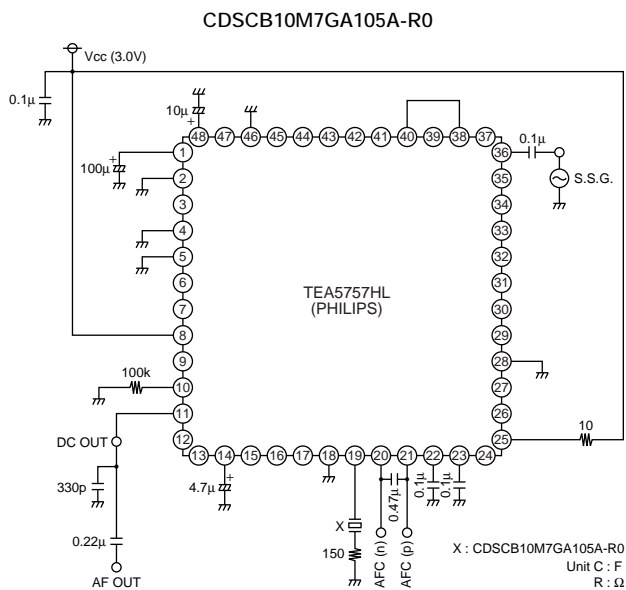 CDSCB10M7GA105A-R0
Vcc (3.0V)
0.1μ
10μ
+
48 47 46 45 44 43 42 41 40 39 38 37
100μ
+
0.1μ
S.S.G.
1
2
3
4
5
6
7
8
9
10
11
12
36
35
34
33
32
31
30
29
28
27
26
25
TEA5757HL
(PHILIPS)
100k
10
DC OUT
13 14 15 16 17 18 19 20 21 22 23 24
330p
4.7μ
+
0.47μ
0.1μ
0.1μ
X
150
0.22μ
AF OUT
AFC (n)
AFC (p)
X : CDSCB10M7GA105A-R0
Unit C : F
R : Ω